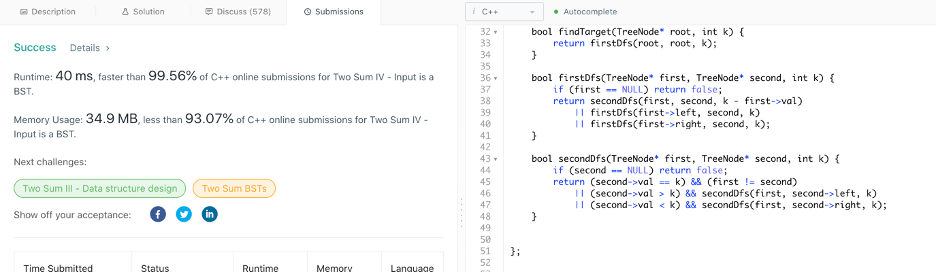 Description
Solution
Discuss (578)
Submissions
i C++
Autocomplete
Success Details >
Runtime: 40 ms, faster than 99.56% of C++ online submissions for Two Sum IV - Input is a
BST.
Memory Usage: 34.9 MB, less than 93.07% of C++ online submissions for Two Sum IV -
Input is a BST.
Next challenges:
Two Sum III - Data structure design
Two Sum BSTs
Show off your acceptance:
Time Submitted Status Runtime Memory Language
32 bool findTarget(TreeNode* root, int k) {
33 return firstDfs(root, root, k);
34 }
35
36 bool firstDfs(TreeNode* first, TreeNode* second, int k) {
37 if (first == NULL) return false;
38 return secondDfs(first, second, k - first->val)
39 || firstDfs(first->left, second, k)
40 || firstDfs(first->right, second, k);
41 }
42
43 bool secondDfs(TreeNode* first, TreeNode* second, int k) {
44 if (second == NULL) return false;
45 return (second->val == k) && (first != second)
46 || (second->val > k) && secondDfs(first, second->left, k)
47 || (second->val < k) && secondDfs(first, second->right, k);
48 }
49
50
51 };
52